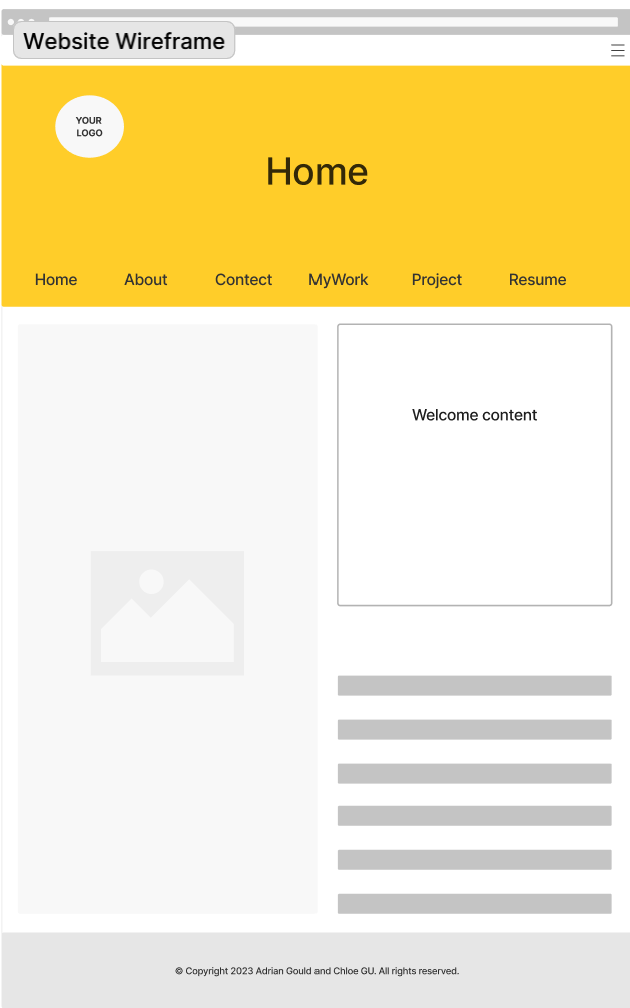 Website Wireframe
YOUR
LOGO
Home
Home About Contect MyWork Project Resume
Welcome content
© Copyright 2023 Adrian Gould and Chloe GU. All rights reserved.